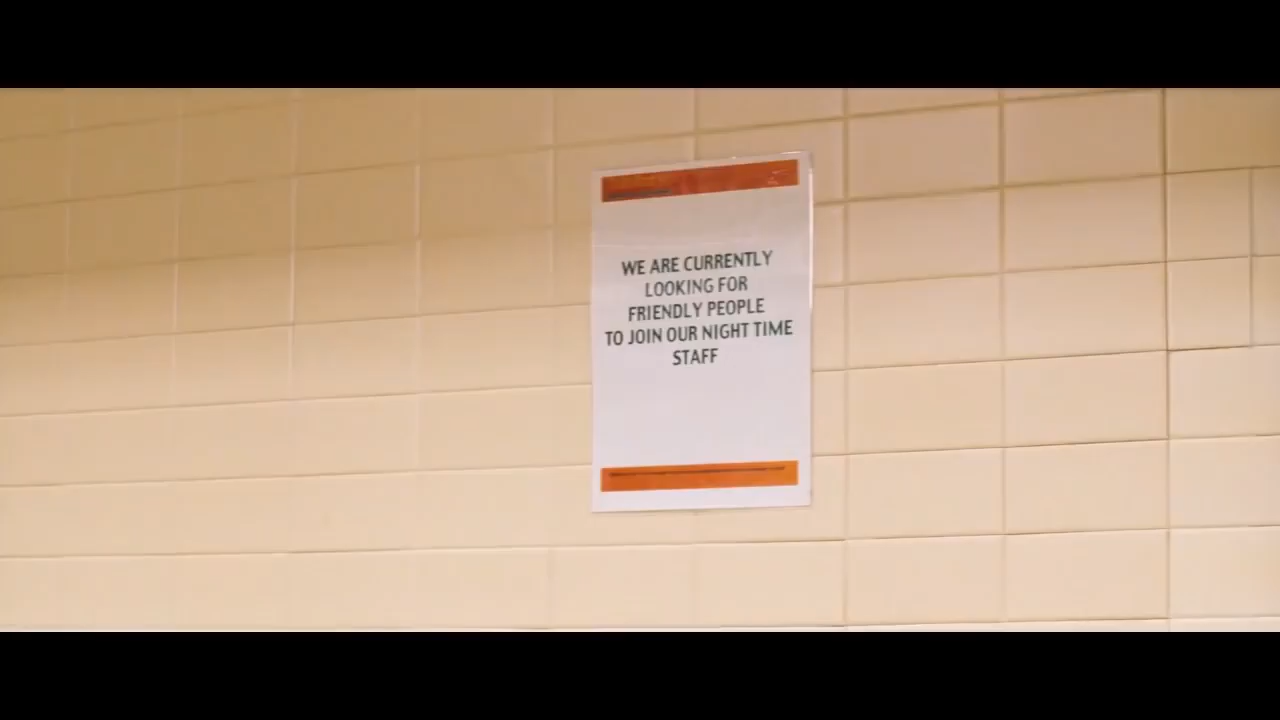 WE ARE CURRENTLY
LOOKING FOR
FRIENDLY PEOPLE
TO JOIN OUR NIGHT TIME
STAFF